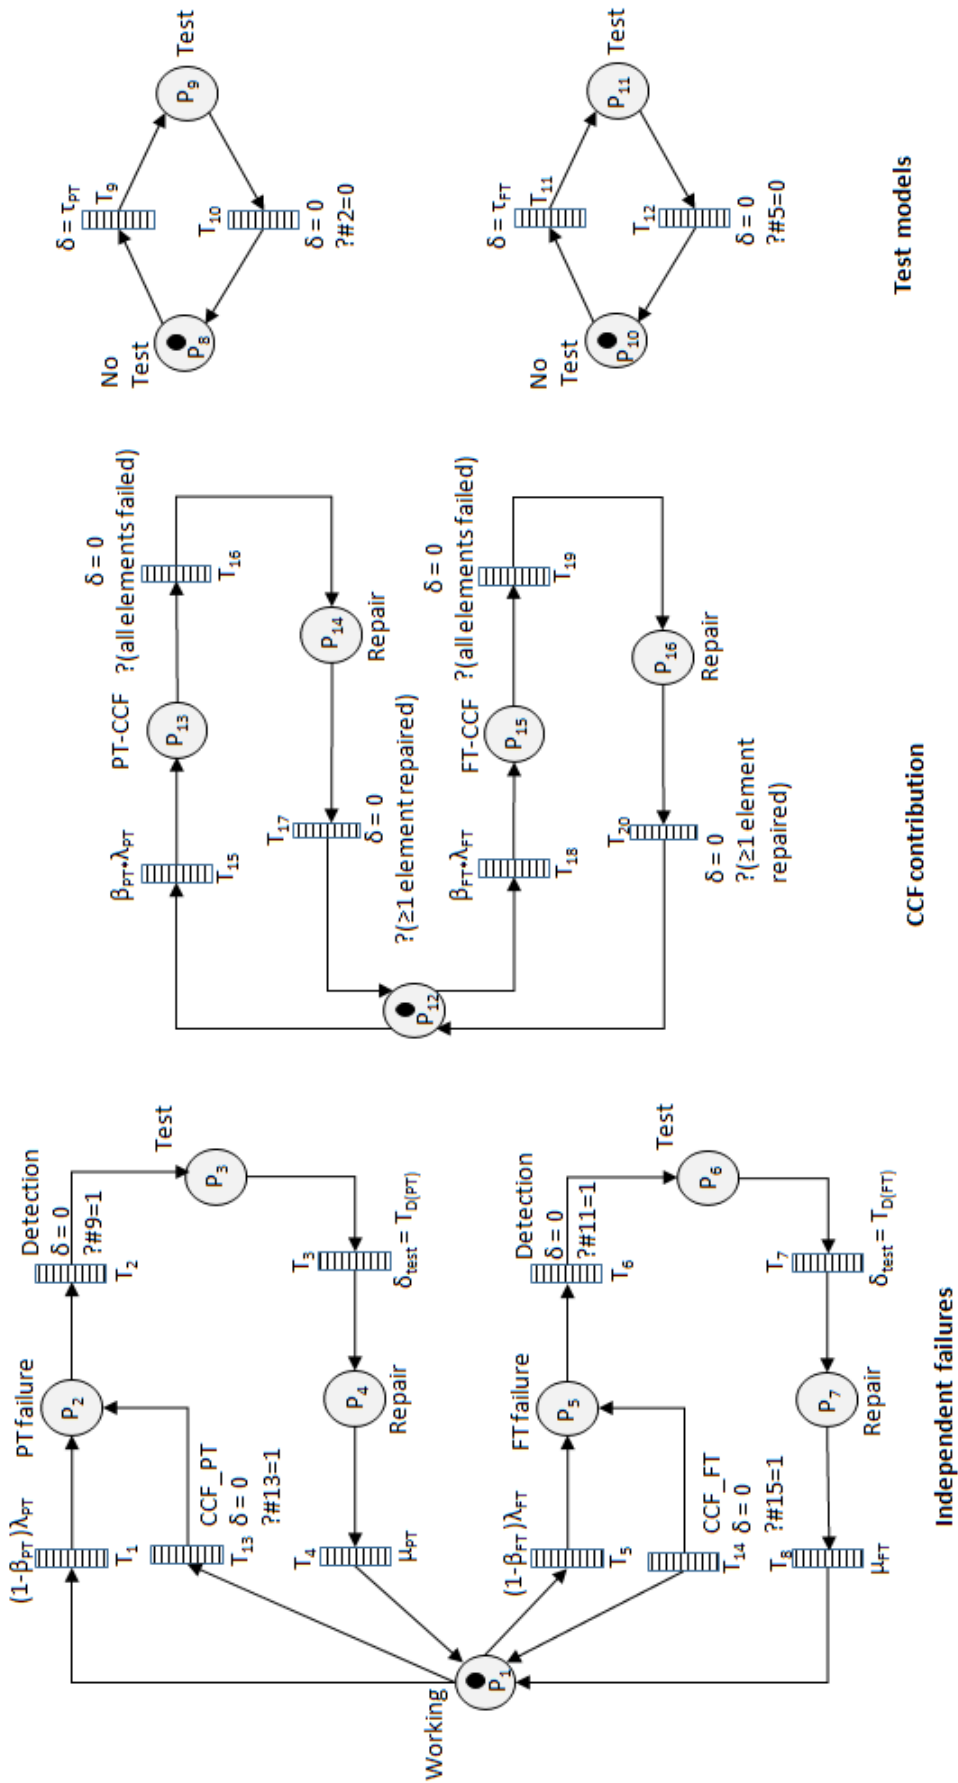 Working
P1
(1-βPT)λPT
T1
PT failure
P2
Detection
δ = 0
?#9=1
T2
Test
P3
CCF_PT
T13
δ = 0
?#13=1
T4
μPT
P4
Repair
T3
δtest = TD(PT)
(1-βFT)λFT
T5
FT failure
P5
Detection
δ = 0
?#11=1
T6
Test
P6
CCF_FT
T14 δ = 0
?#15=1
T8
μFT
P7
Repair
T7
δtest = TD(FT)
Independent failures
P12
βPT*λPT
T15
PT-CCF
P13
δ = 0
?(all elements failed)
T16
T17
δ = 0
?(≥1 element repaired)
P14
Repair
βFT*λFT
T18
FT-CCF
P15
δ = 0
?(all elements failed)
T19
T20
δ = 0
?(≥1 element
repaired)
P16
Repair
CCF contribution
No
Test
P8
δ = τPT
T9
P9
Test
T10
δ = 0
?#2=0
No
Test
P10
δ = τFT
T11
P11
Test
T12
δ = 0
?#5=0
Test models